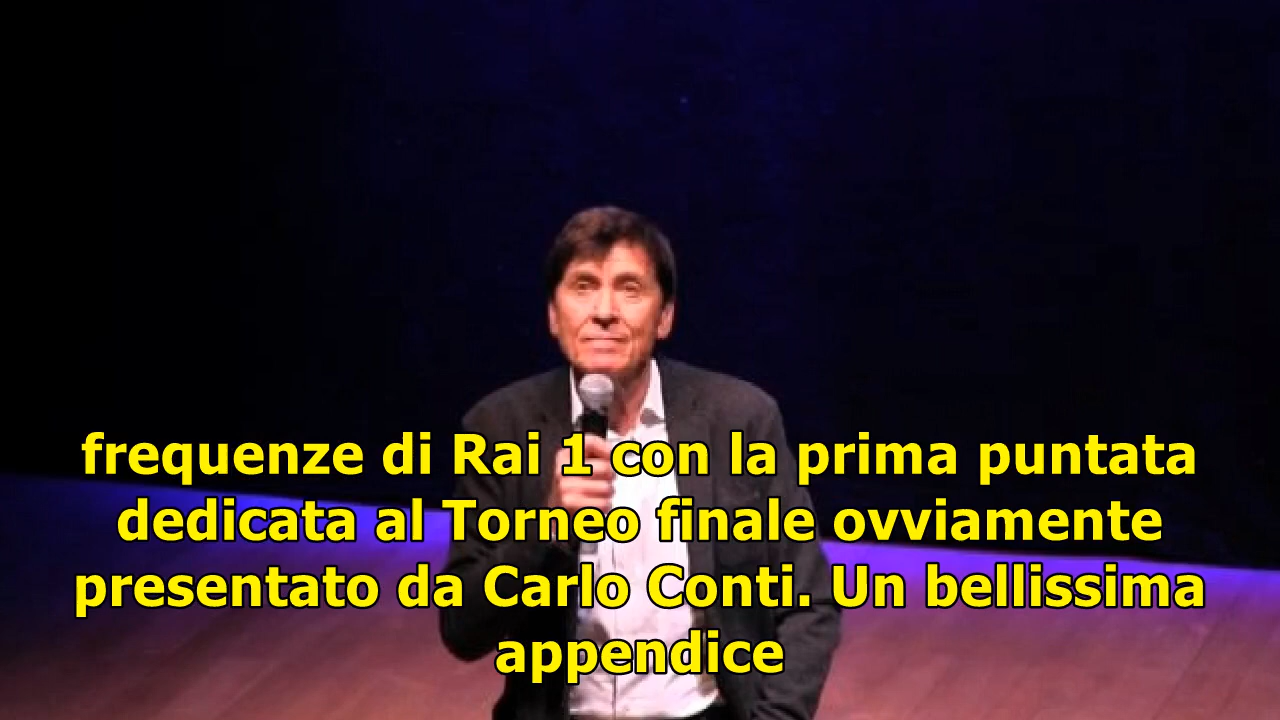 frequenze di Rai 1 con la prima puntata
dedicata al Torneo finale ovviamente
presentato da Carlo Conti. Un bellissima
appendice